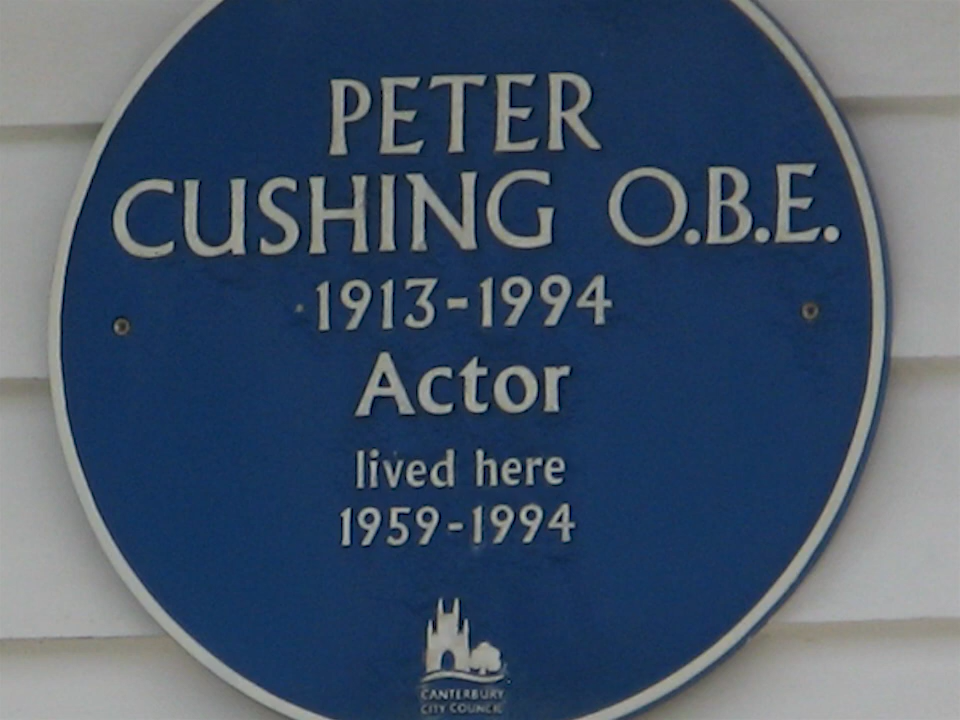 PETER
CUSHING O.B.E.
1913-1994
Actor
lived here
1959-1994
CANTERBURY
CITY COUNCIL